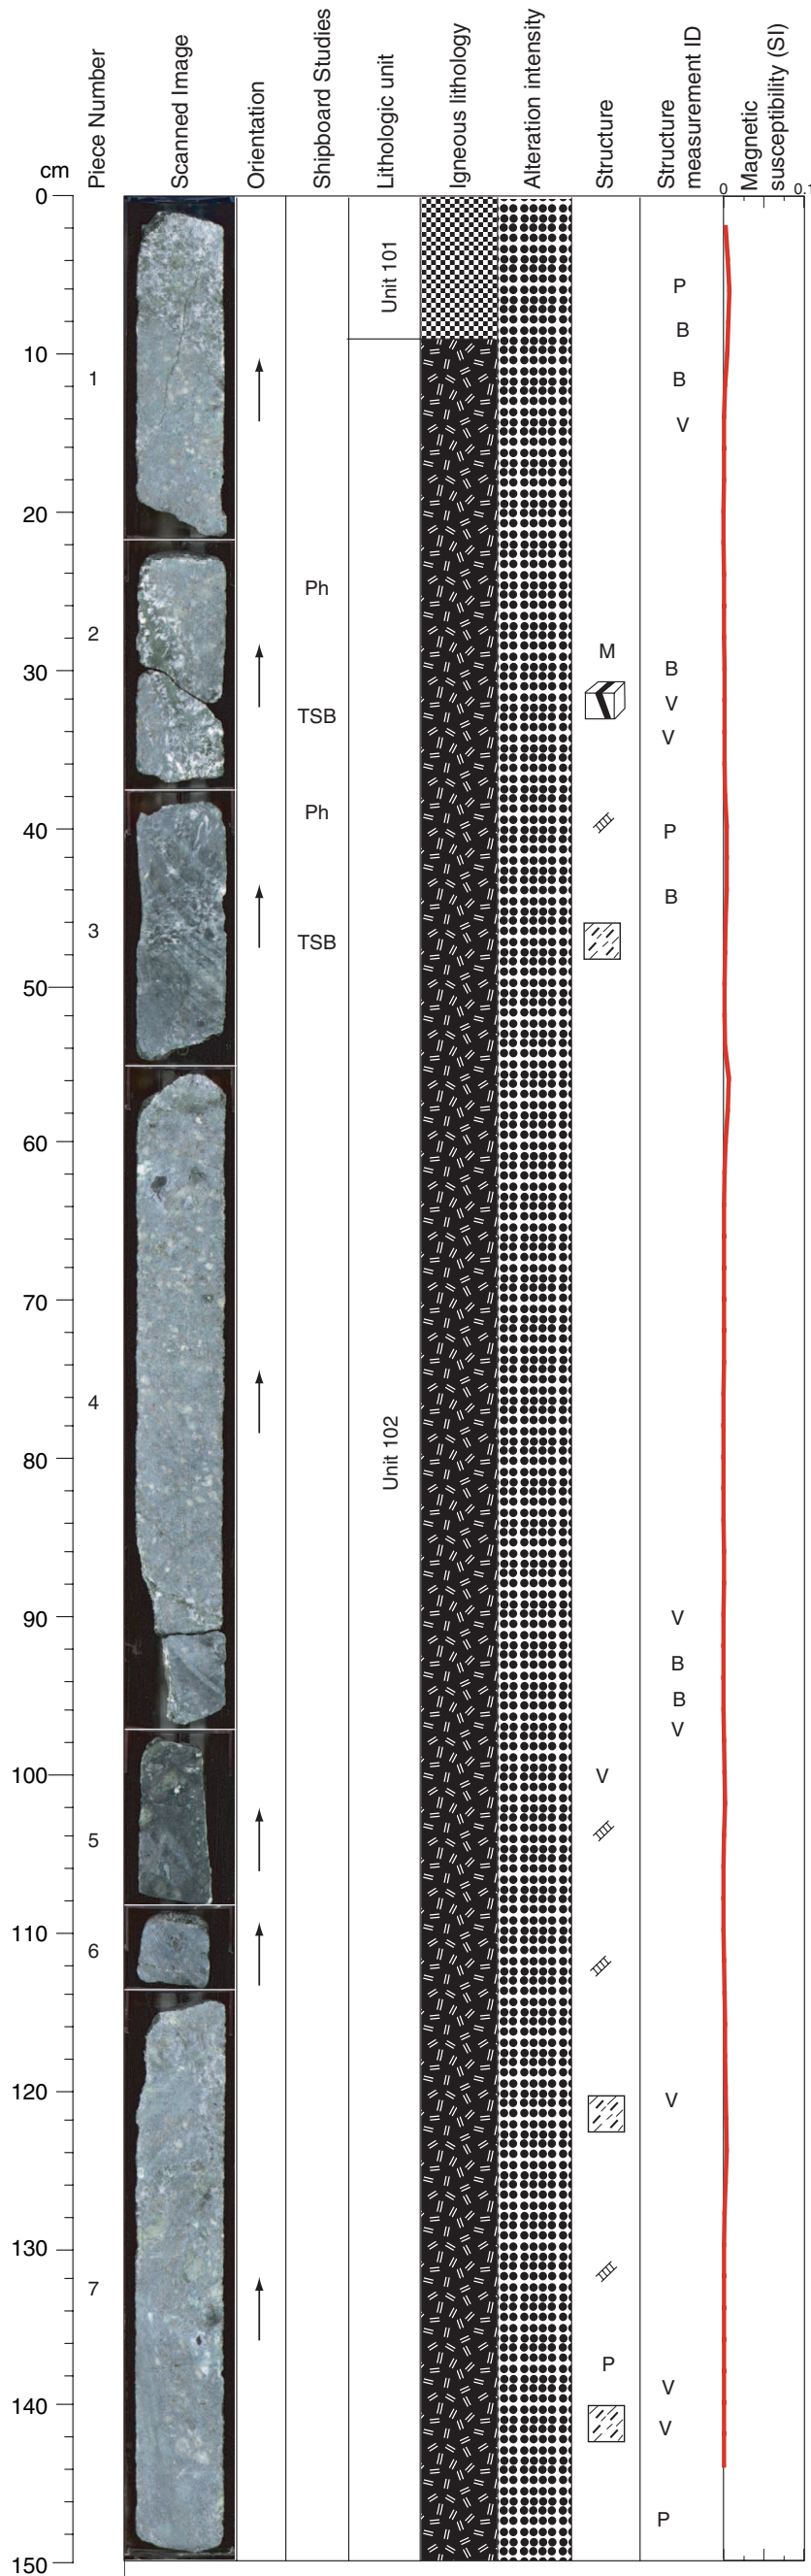 cm
Piece Number
Scanned Image
Orientation
Shipboard Studies
Lithologic unit
Igneous lithology
Alteration intensity
Structure
Structure
measurement ID
Magnetic
susceptibility (SI)
0
0.1
0
Unit 101
P
B
10
1
B
V
20
Ph
2
M
30
B
V
TSB
V
Ph
40
P
B
3
TSB
50
60
70
4
Unit 102
80
90
V
B
B
V
100
V
5
110
6
120
V
130
7
P
V
140
V
P
150